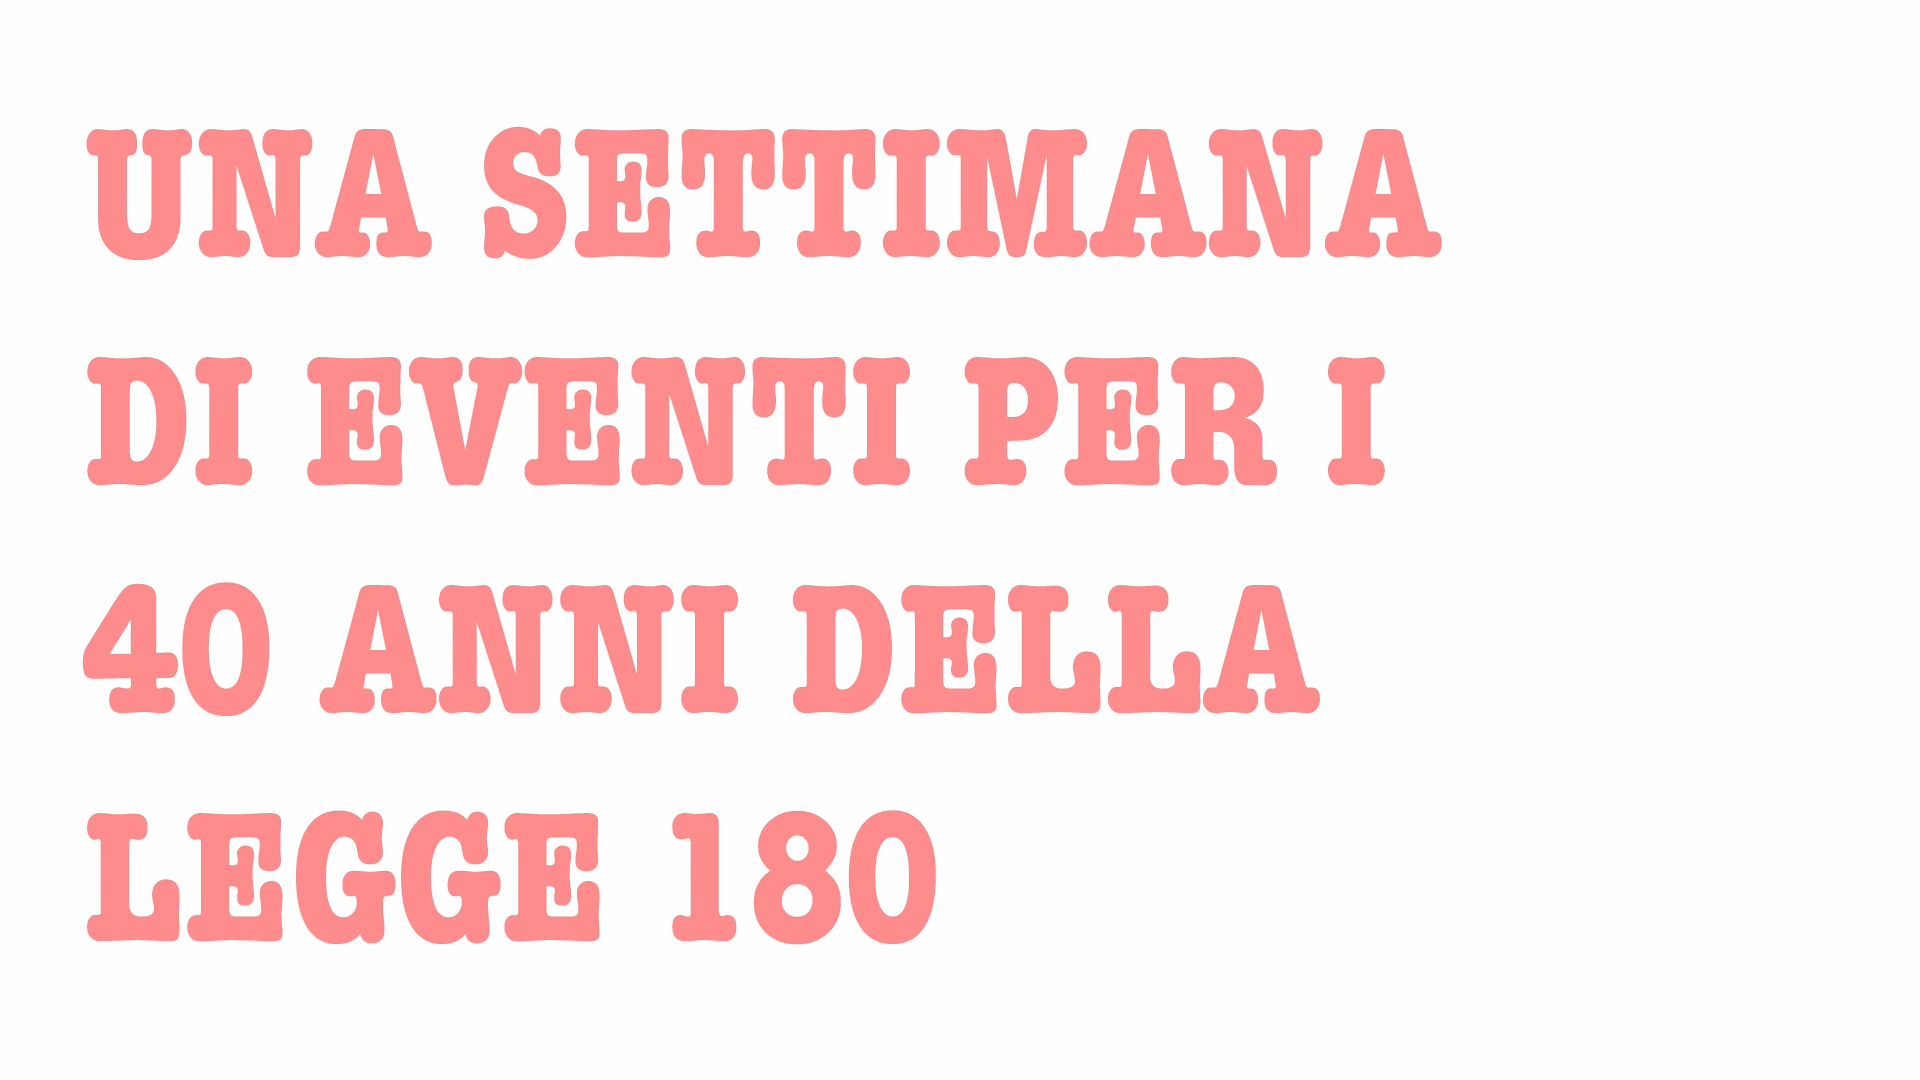 UNA SETTIMANA
DI EVENTI PER I
40 ANNI DELLA
LEGGE 180